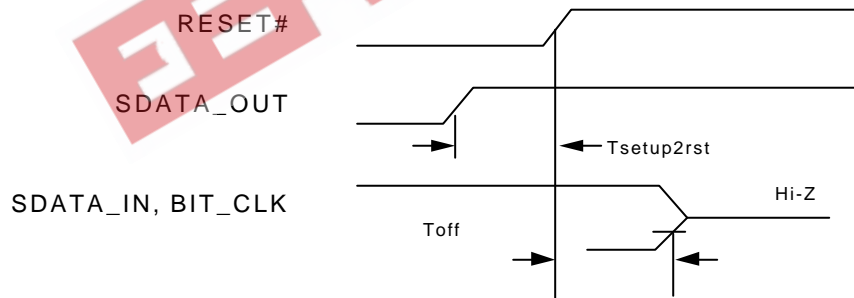 RESET#
SDATA_OUT
Tsetup2rst
SDATA_IN, BIT_CLK
Hi-Z
Toff